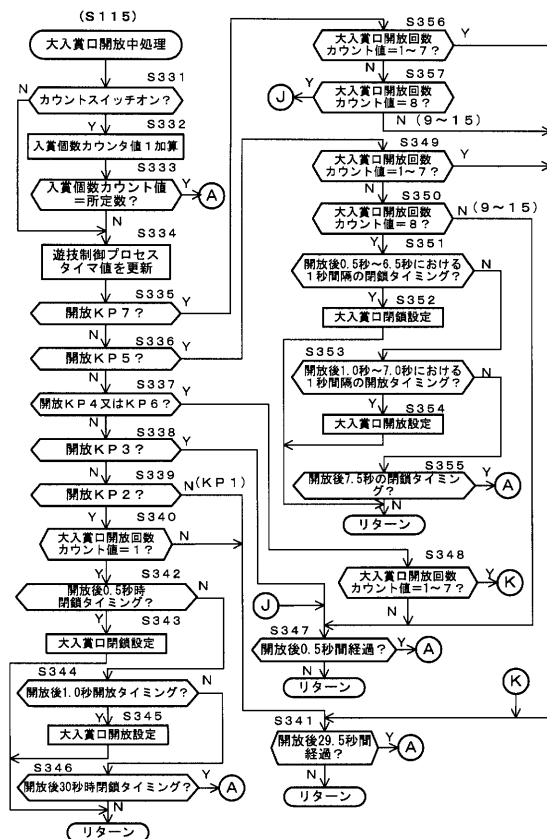 (S115)
大入賞口開放中処理
S331
N
カウントスイッチオン?
Y
S332
入賞個数カウンタ値1加算
S333
入賞個数カウント値
=所定数?
Y
A
N
S334
遊技制御プロセス
タイマ値を更新
S335
開放KP7?
Y
N
S336
開放KP5?
Y
N
S337
開放KP4又はKP6?
Y
N
S338
開放KP3?
Y
N
S339
開放KP2?
N(KP1)
Y
S340
大入賞口開放回数
カウント値=1?
N
Y
S342
開放後0.5秒時
閉鎖タイミング?
N
Y
S343
大入賞口閉鎖設定
S344
開放後1.0秒開放タイミング?
N
Y
S345
大入賞口開放設定
S346
開放後30秒時閉鎖タイミング?
Y
A
N
リターン
S356
大入賞口開放回数
カウント値=1~7?
Y
N
S357
Y
J
大入賞口開放回数
カウント値=8?
N(9~15)
S349
大入賞口開放回数
カウント値=1~7?
Y
N
S350
大入賞口開放回数
カウント値=8?
N(9~15)
Y
S351
開放後0.5秒~6.5秒における
1秒間隔の閉鎖タイミング?
N
Y
S352
大入賞口閉鎖設定
S353
開放後1.0秒~7.0秒における
1秒間隔の開放タイミング?
N
Y
S354
大入賞口開放設定
S355
開放後7.5秒の閉鎖タイミン
グ?
Y
A
N
リターン
S348
大入賞口開放回数
カウント値=1~7?
Y
K
N
J
S347
開放後0.5秒間経過?
Y
A
N
リターン
K
S341
開放後29.5秒間
経過?
Y
A
N
リターン